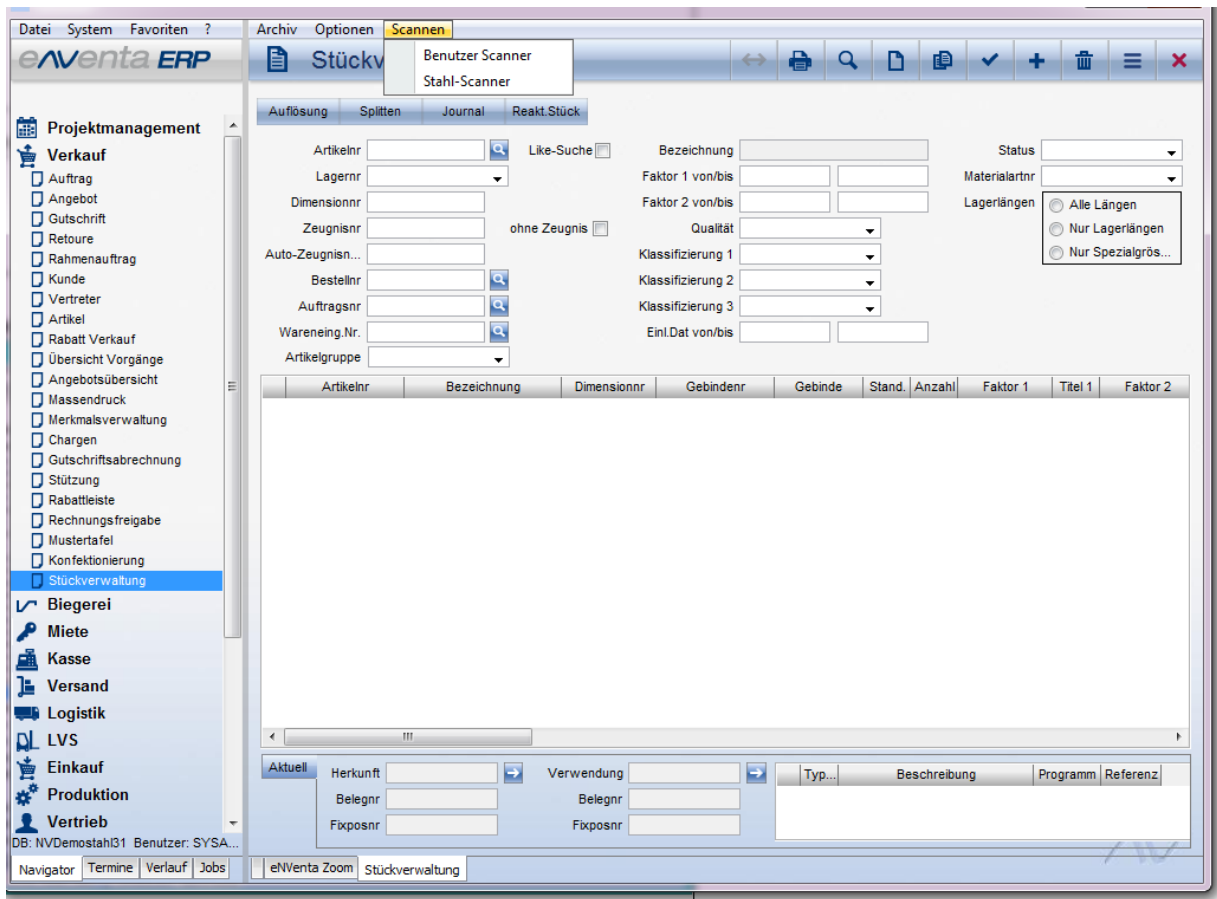 Datei System Favoriten ?
Archiv Optionen Scannen
eNVenta ERP
Stückv
Benutzer Scanner
Stahl-Scanner
Auflösung Splitten Journal Reakt.Stück
Projektmanagement
Verkauf
Auftrag
Angebot
Gutschrift
Retoure
Rahmenauftrag
Kunde
Vertreter
Artikel
Rabatt Verkauf
Übersicht Vorgänge
Angebotsübersicht
Massendruck
Merkmalsverwaltung
Chargen
Gutschriftsabrechnung
Stützung
Rabattleiste
Rechnungsfreigabe
Mustertafel
Konfektionierung
Stückverwaltung
Biegerei
Miete
Kasse
Versand
Logistik
LVS
Einkauf
Produktion
Vertrieb
DB: NVDemostahl31 Benutzer: SYSA...
Navigator Termine Verlauf Jobs
Artikelnr Like-Suche Bezeichnung Status
Lagernr Faktor 1 von/bis Materialartnr
Dimensionnr Faktor 2 von/bis Lagerlängen Alle Längen
Zeugnisnr ohne Zeugnis Qualität Nur Lagerlängen
Auto-Zeugnisn... Klassifizierung 1 Nur Spezialgrös...
Bestellnr Klassifizierung 2
Auftragsnr Klassifizierung 3
Wareneing.Nr. Einl.Dat von/bis
Artikelgruppe
Artikelnr Bezeichnung Dimensionnr Gebindenr Gebinde Stand. Anzahl Faktor 1 Titel 1 Faktor 2
Aktuell Herkunft Verwendung Typ... Beschreibung Programm Referenz
Belegnr Belegnr
Fixposnr Fixposnr
eNVenta Zoom Stückverwaltung